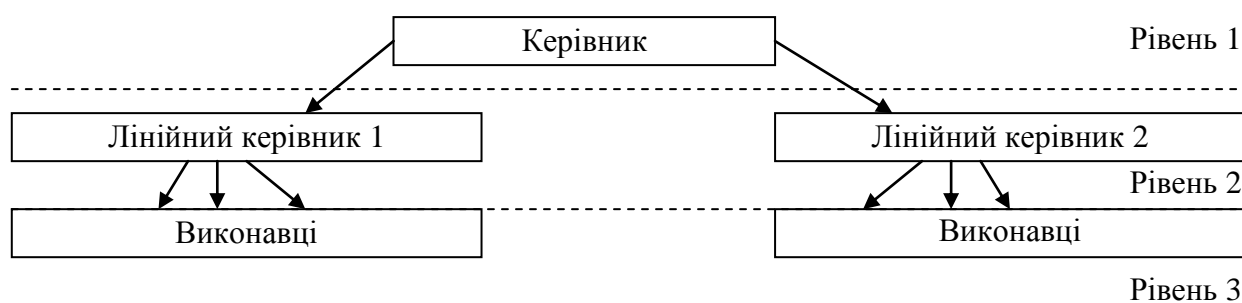 Керівник
Рівень 1
Лінійний керівник 1
Лінійний керівник 2
Рівень 2
Виконавці
Виконавці
Рівень 3